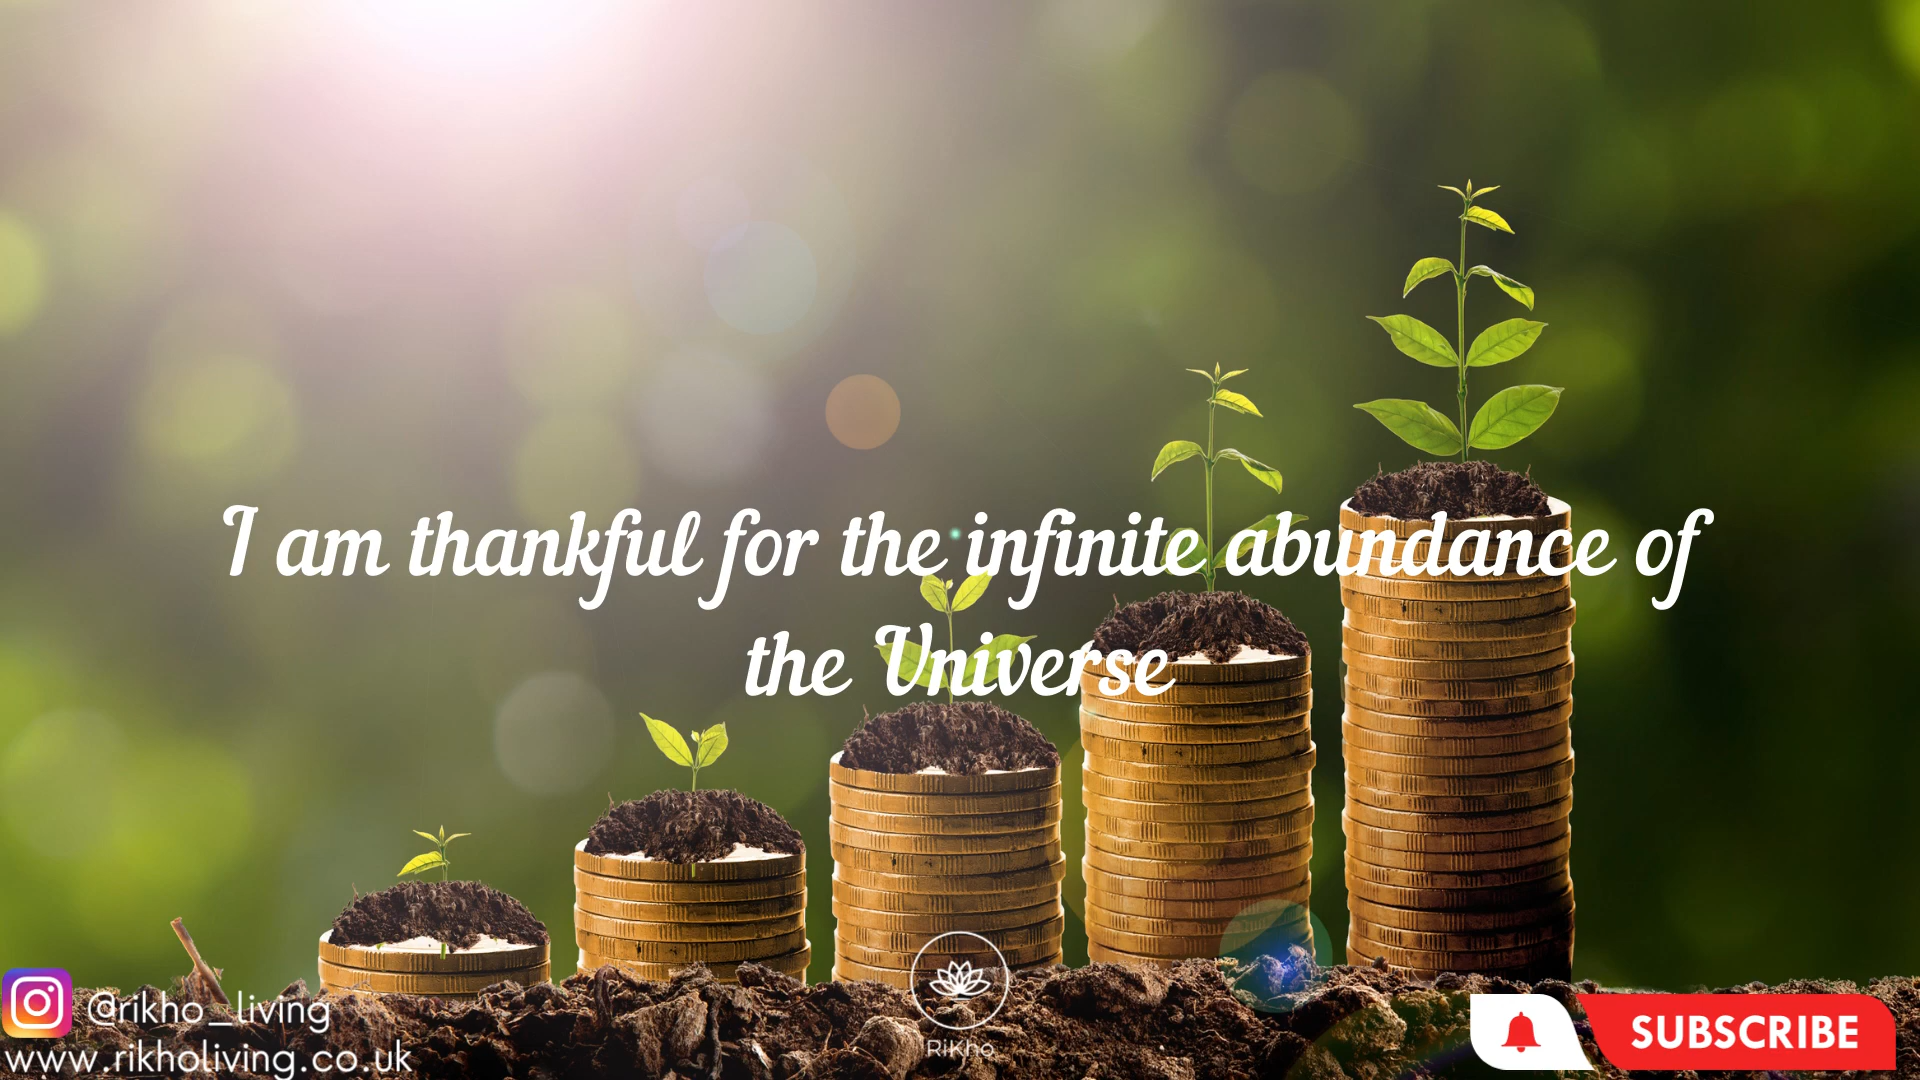 I am thankful for the infinite abundance of
the Universe
@rikho_living
www.rikholiving.co.uk
RiKho
SUBSCRIBE